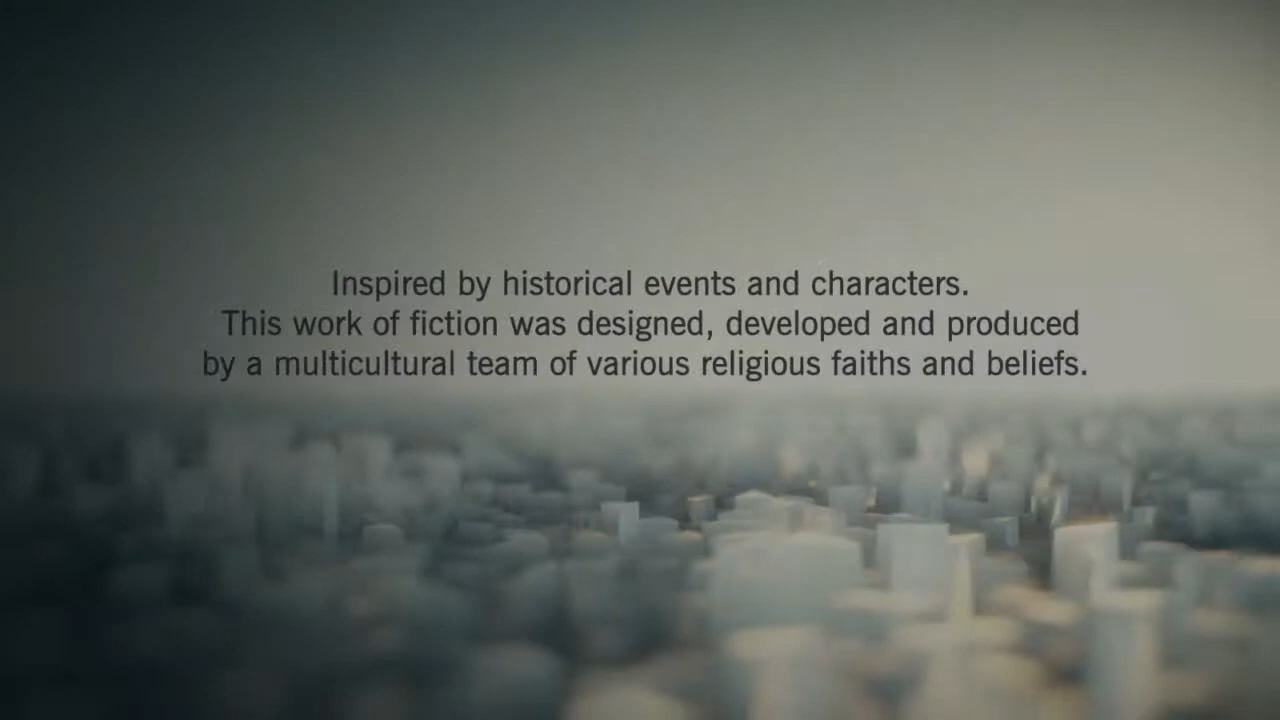 Inspired by historical events and characters.
This work of fiction was designed, developed and produced
by a multicultural team of various religious faiths and beliefs.